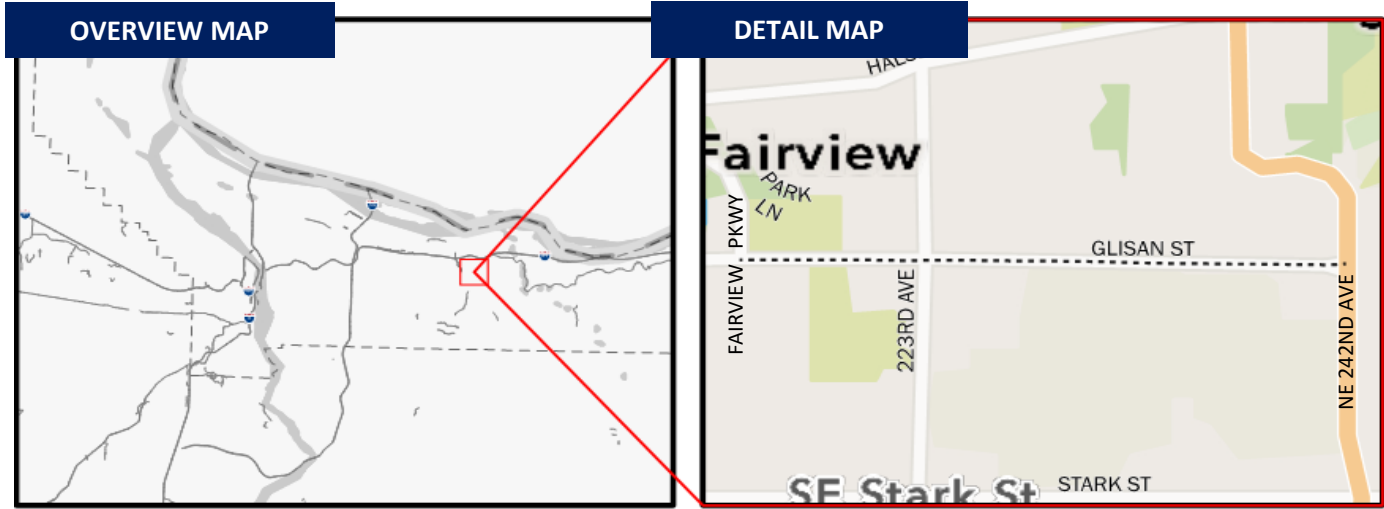 OVERVIEW MAP
DETAIL MAP
Fairview
PARK
LN
FAIRVIEW PKWY
GLISAN ST
223RD AVE
NE 242ND AVE
SE Stark St
STARK ST